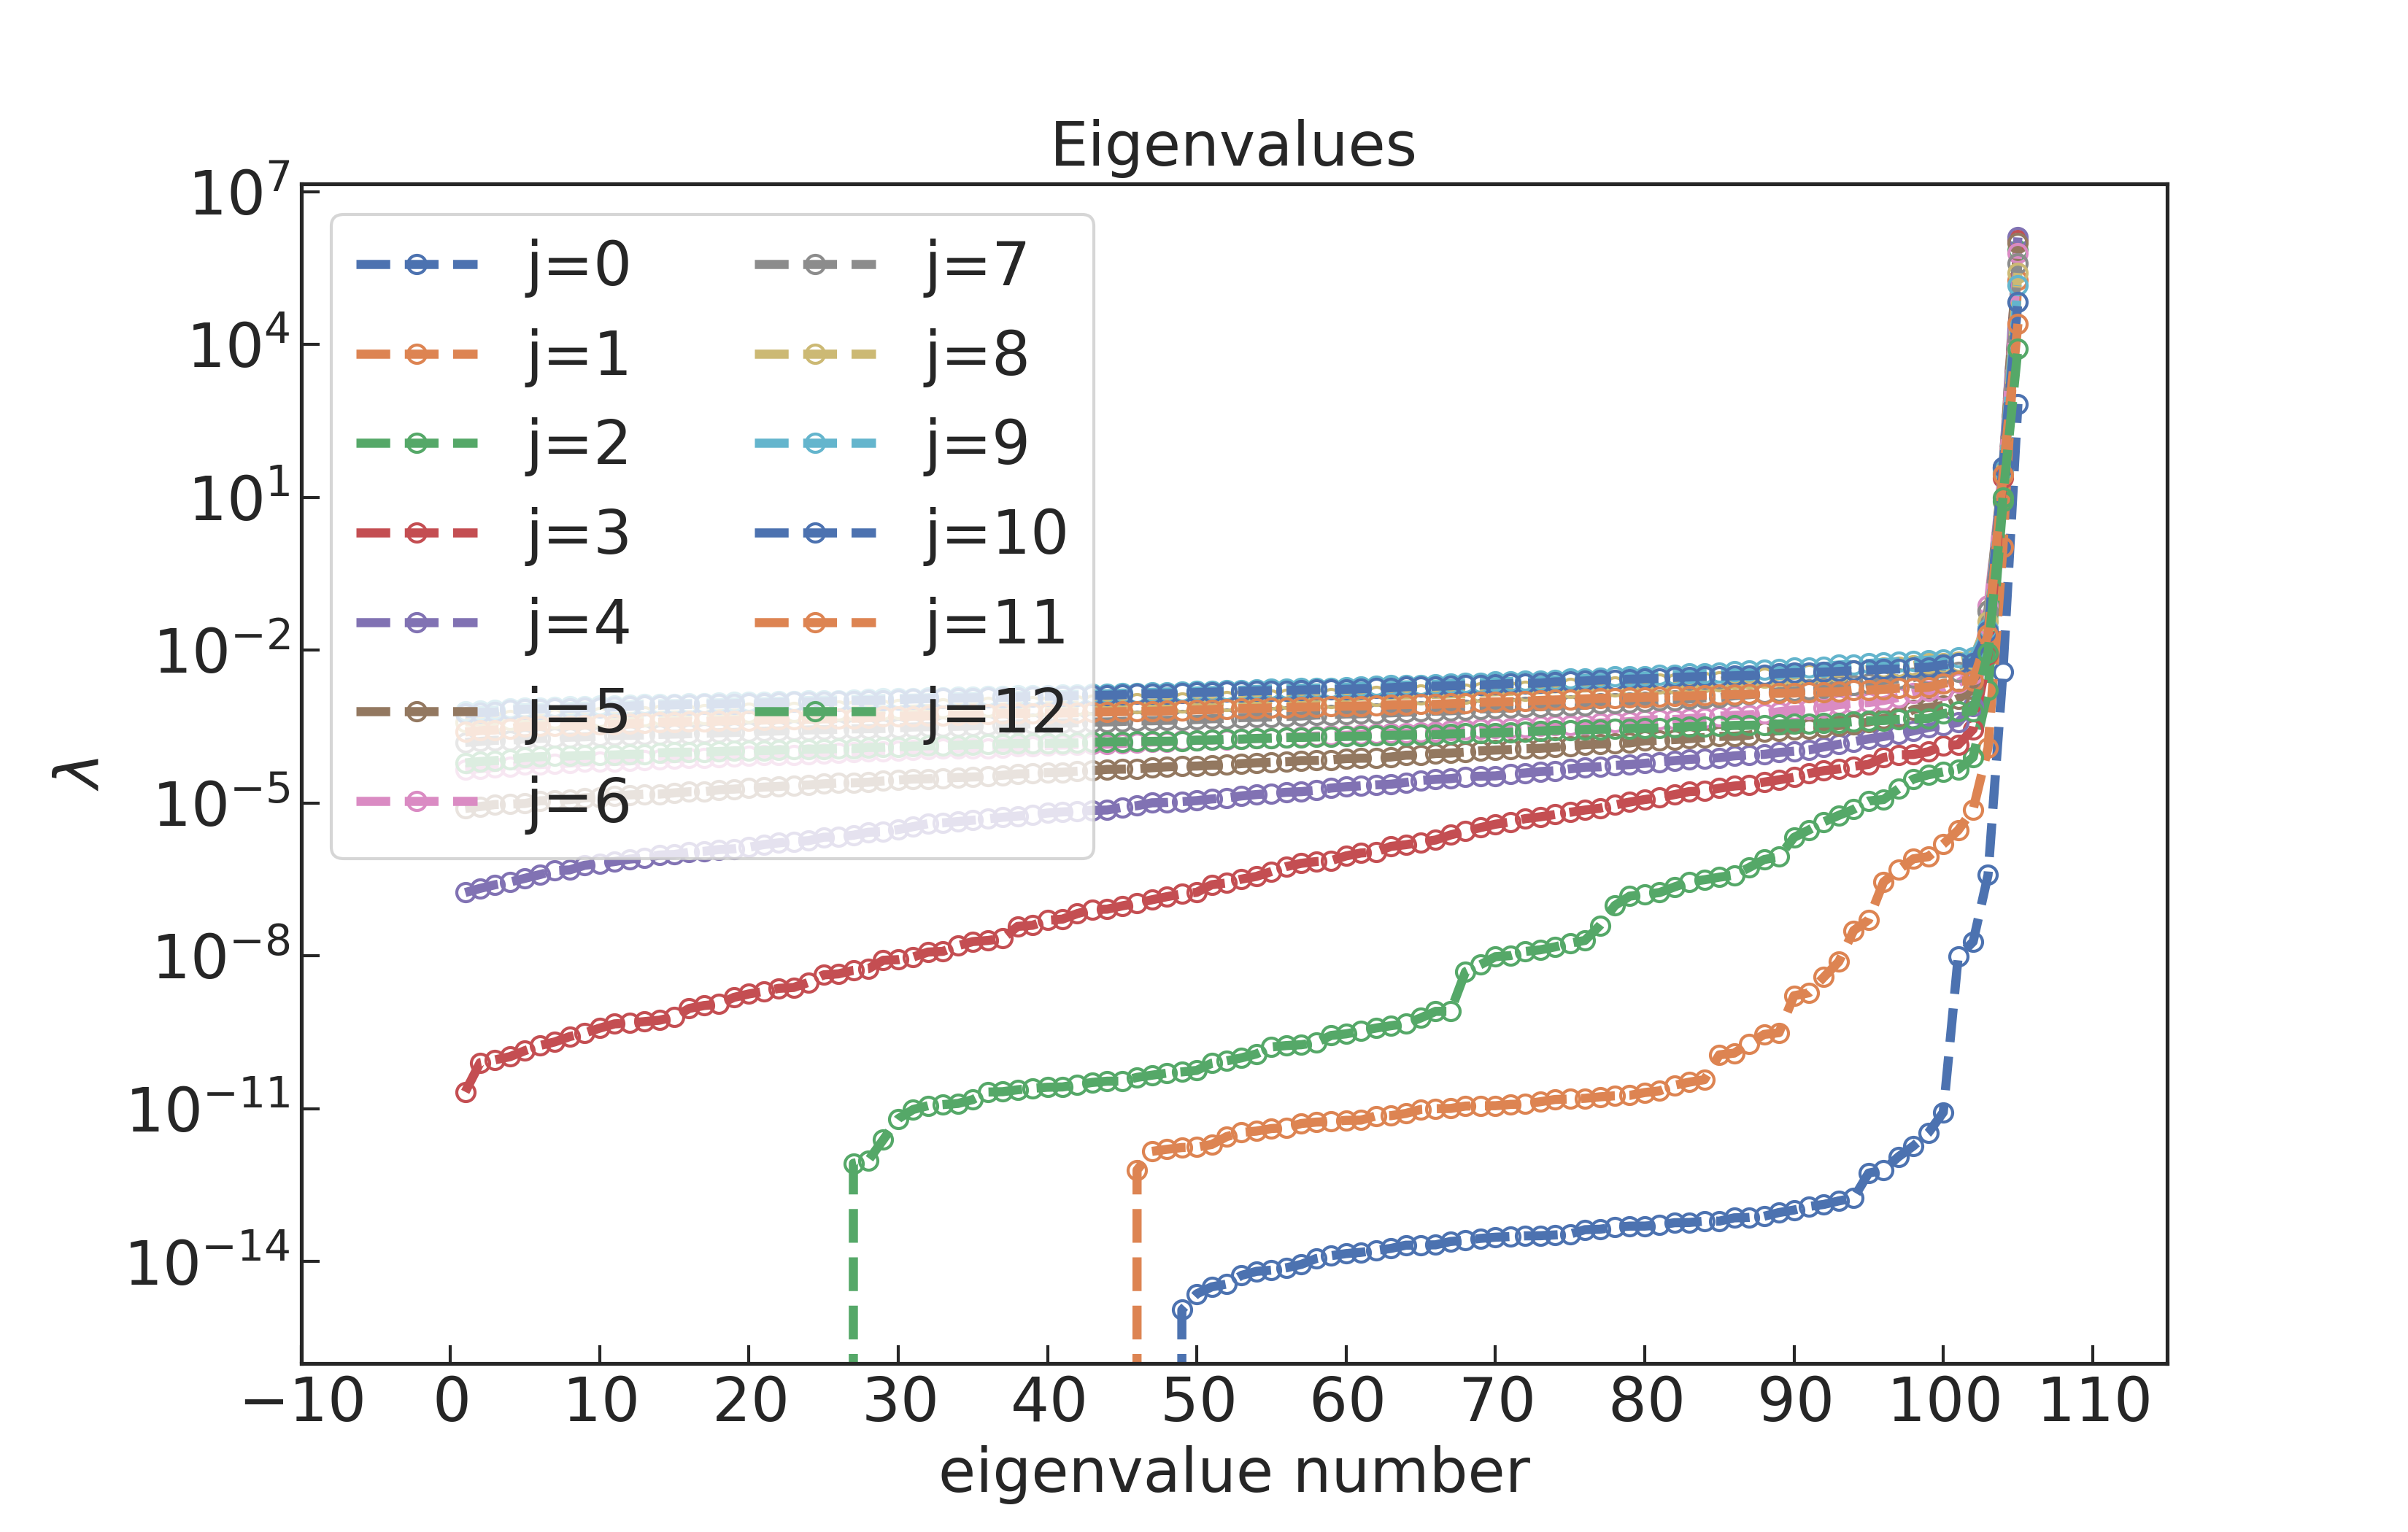 Eigenvalues
10^7
10^4
10^1
10^−2
10^−5
10^−8
10^−11
10^−14
λ
j=0
j=1
j=2
j=3
j=4
j=5
j=6
j=7
j=8
j=9
j=10
j=11
j=12
−10 0 10 20 30 40 50 60 70 80 90 100 110
eigenvalue number